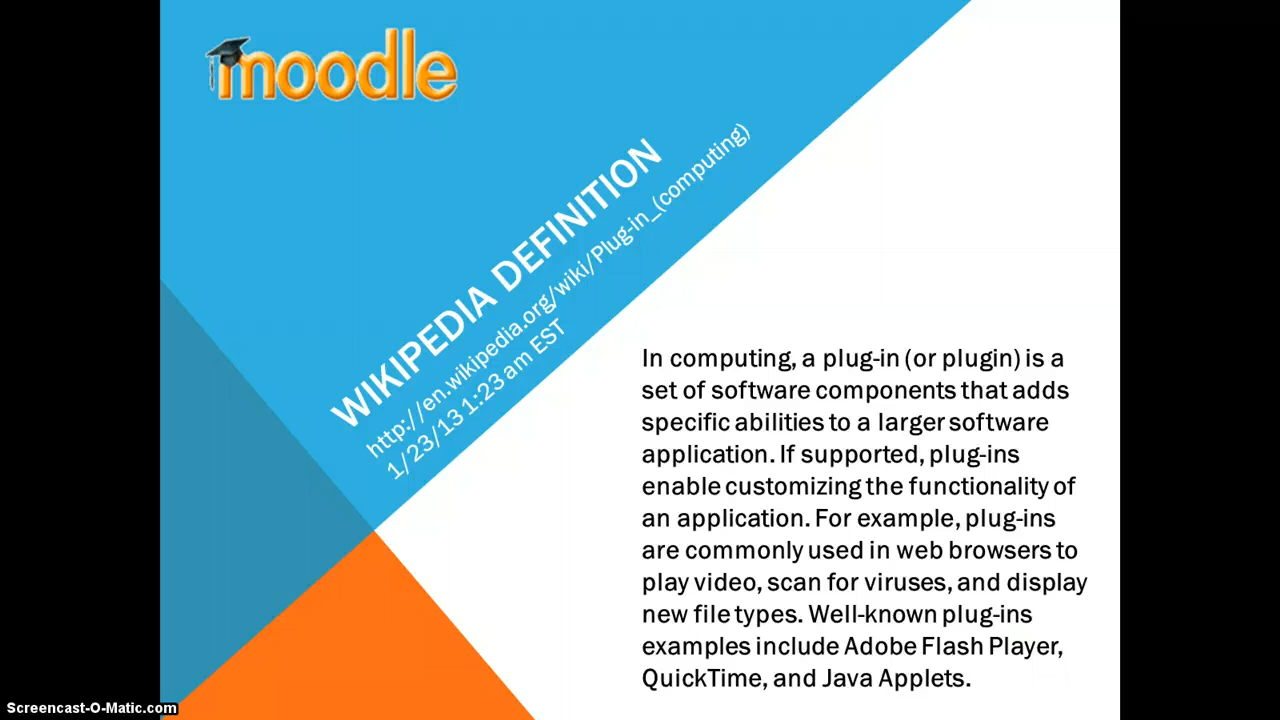 moodle
WIKIPEDIA DEFINITION
http://en.wikipedia.org/wiki/Plug-in_(computing)
1/23/13 1:23 am EST
In computing, a plug-in (or plugin) is a
set of software components that adds
specific abilities to a larger software
application. If supported, plug-ins
enable customizing the functionality of
an application. For example, plug-ins
are commonly used in web browsers to
play video, scan for viruses, and display
new file types. Well-known plug-ins
examples include Adobe Flash Player,
QuickTime, and Java Applets.
Screencast-O-Matic.com